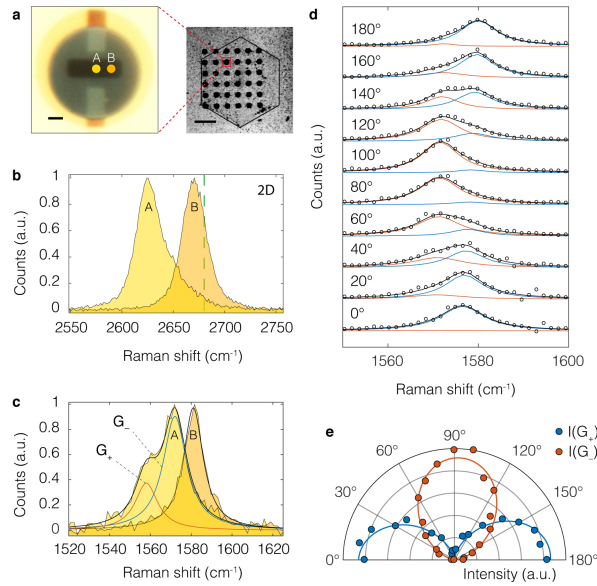 a
A B
b
2D
A
B
1
0.8
0.6
0.4
0.2
0
Counts (a.u.)
2550 2600 2650 2700 2750
Raman shift (cm⁻¹)
c
G₋
G₊
A
B
1
0.8
0.6
0.4
0.2
0
Counts (a.u.)
1520 1540 1560 1580 1600 1620
Raman shift (cm⁻¹)
d
180°
160°
140°
120°
100°
80°
60°
40°
20°
0°
Counts (a.u.)
1560 1580 1600
Raman shift (cm⁻¹)
e
I(G₊)
I(G₋)
90°
60° 120°
30° 150°
0° 180°
Intensity (a.u.)